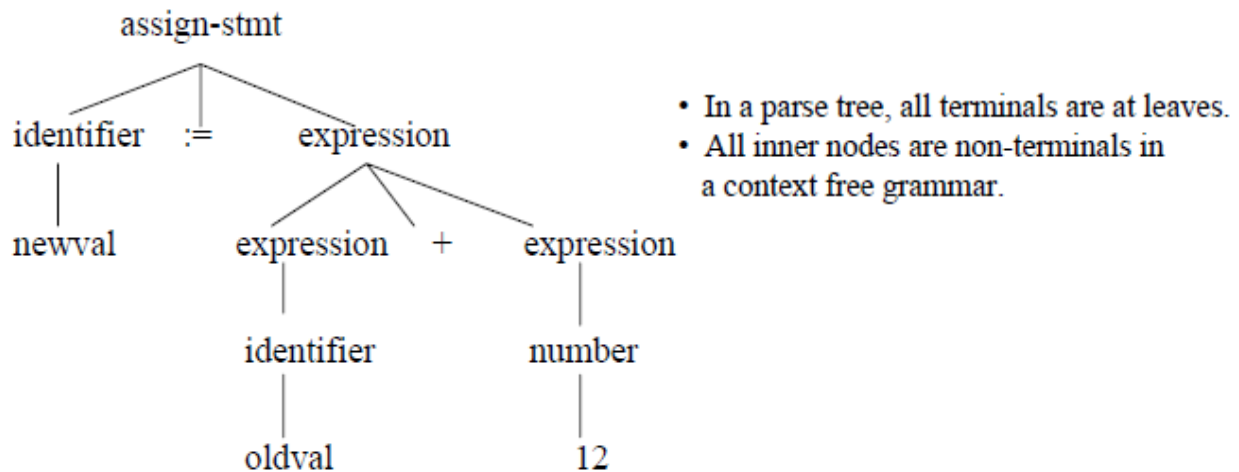 assign-stmt
identifier := expression
newval expression + expression
identifier number
oldval 12
• In a parse tree, all terminals are at leaves.
• All inner nodes are non-terminals in
a context free grammar.